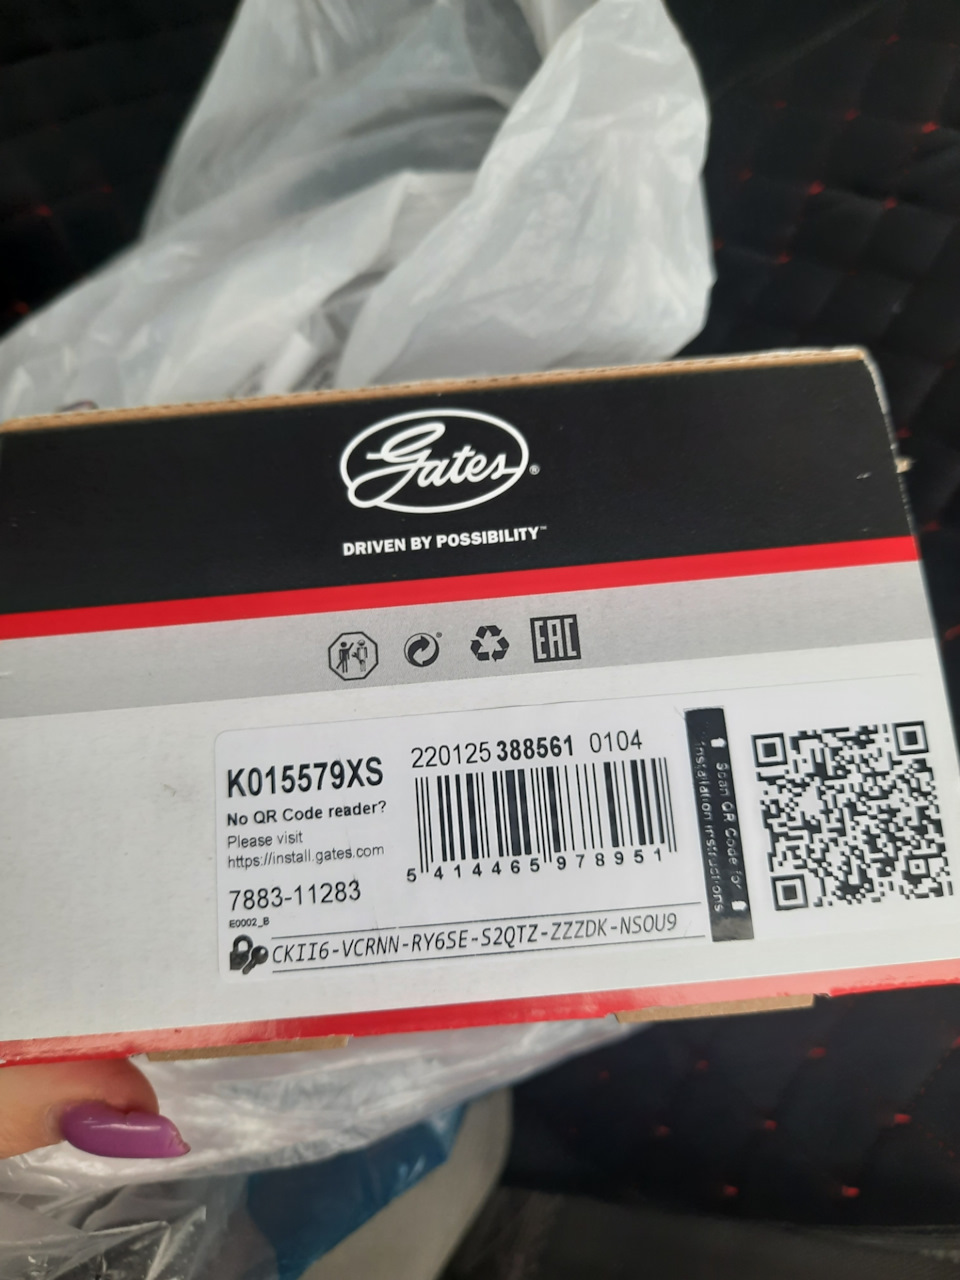 Gates®
DRIVEN BY POSSIBILITY™
EAC
K015579XS
220125 388561 0104
No QR Code reader?
Please visit
https://install.gates.com
5 414465 978951
7883-11283
E0002_B
CKII6-VCRNN-RY6SE-S2QTZ-ZZZDK-NSOU9
Scan QR Code for
installation instructions